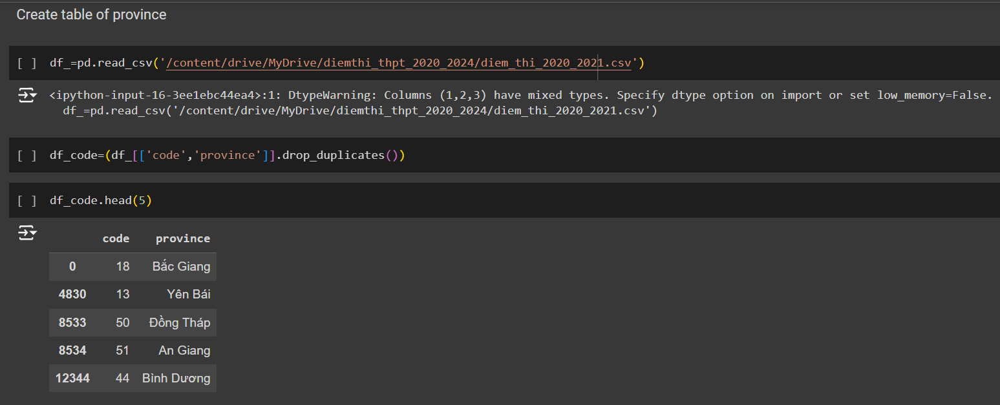 Create table of province
[ ] df_=pd.read_csv('/content/drive/MyDrive/diemthi_thpt_2020_2024/diem_thi_2020_2021.csv')
<ipython-input-16-3ee1ebc44ea4>:1: DtypeWarning: Columns (1,2,3) have mixed types. Specify dtype option on import or set low_memory=False.
df_=pd.read_csv('/content/drive/MyDrive/diemthi_thpt_2020_2024/diem_thi_2020_2021.csv')
[ ] df_code=(df_[['code','province']].drop_duplicates())
[ ] df_code.head(5)
code province
0 18 Bắc Giang
4830 13 Yên Bái
8533 50 Đồng Tháp
8534 51 An Giang
12344 44 Bình Dương